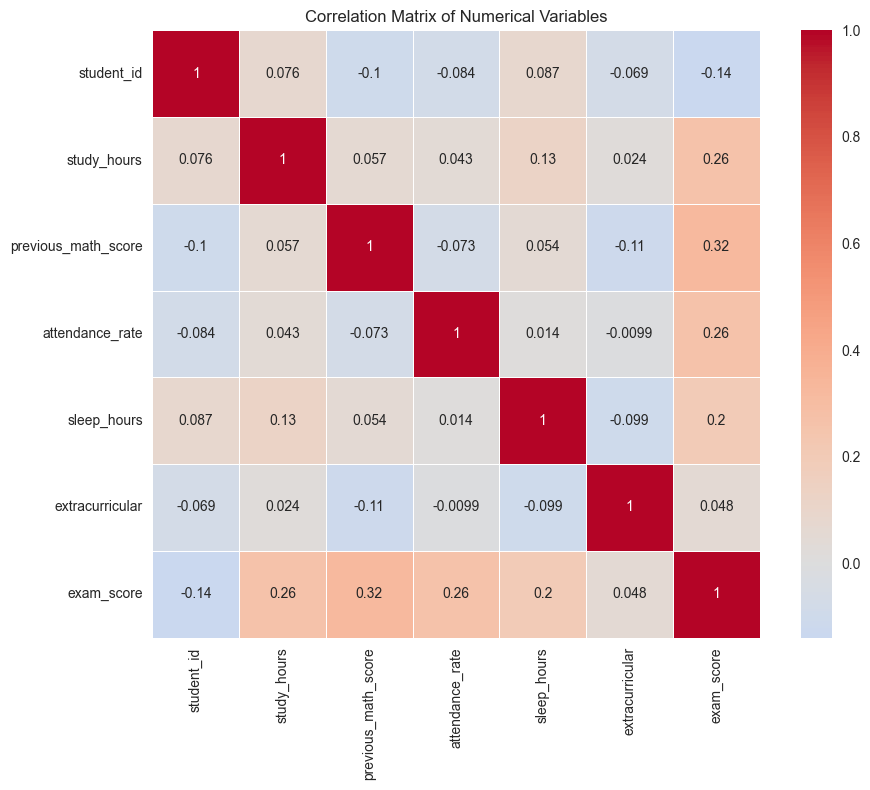 Correlation Matrix of Numerical Variables
student_id 1 0.076 -0.1 -0.084 0.087 -0.069 -0.14
study_hours 0.076 1 0.057 0.043 0.13 0.024 0.26
previous_math_score -0.1 0.057 1 -0.073 0.054 -0.11 0.32
attendance_rate -0.084 0.043 -0.073 1 0.014 -0.0099 0.26
sleep_hours 0.087 0.13 0.054 0.014 1 -0.099 0.2
extracurricular -0.069 0.024 -0.11 -0.0099 -0.099 1 0.048
exam_score -0.14 0.26 0.32 0.26 0.2 0.048 1
student_id
study_hours
previous_math_score
attendance_rate
sleep_hours
extracurricular
exam_score
1.0
0.8
0.6
0.4
0.2
0.0